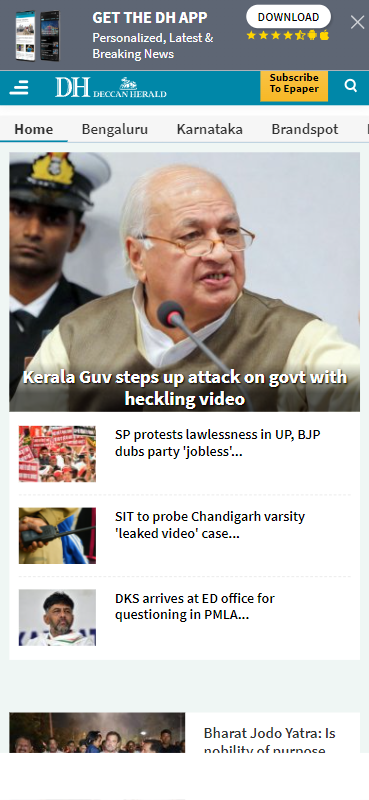 GET THE DH APP
Personalized, Latest &
Breaking News
DOWNLOAD
DH DECCAN HERALD
Subscribe
To Epaper
Home Bengaluru Karnataka Brandspot
Kerala Guv steps up attack on govt with
heckling video
SP protests lawlessness in UP, BJP
dubs party 'jobless'...
SIT to probe Chandigarh varsity
'leaked video' case...
DKS arrives at ED office for
questioning in PMLA...
Bharat Jodo Yatra: Is
nobility of purpose